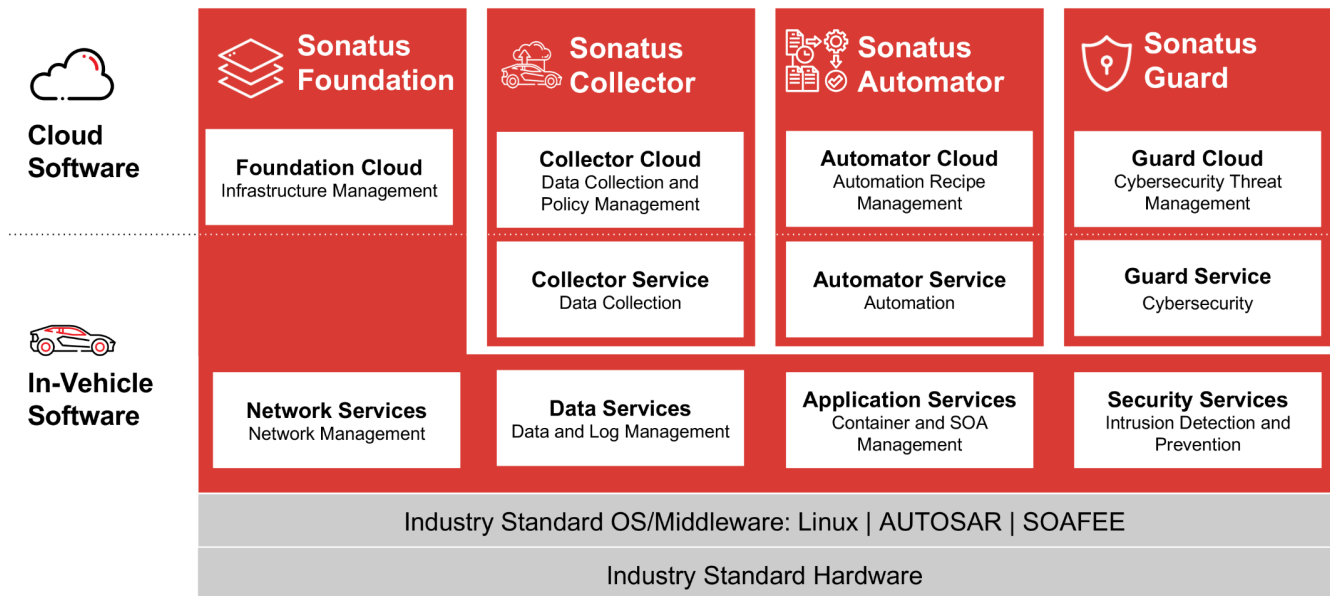 Cloud
Software
Sonatus
Foundation
Sonatus
Collector
Sonatus
Automator
Sonatus
Guard
Foundation Cloud
Infrastructure Management
Collector Cloud
Data Collection and
Policy Management
Automator Cloud
Automation Recipe
Management
Guard Cloud
Cybersecurity Threat
Management
In-Vehicle
Software
Collector Service
Data Collection
Automator Service
Automation
Guard Service
Cybersecurity
Network Services
Network Management
Data Services
Data and Log Management
Application Services
Container and SOA
Management
Security Services
Intrusion Detection and
Prevention
Industry Standard OS/Middleware: Linux | AUTOSAR | SOAFEE
Industry Standard Hardware